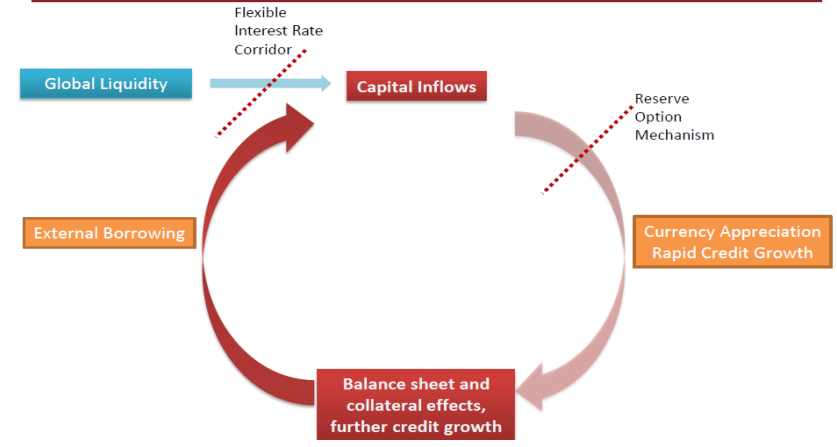 Flexible
Interest Rate
Corridor
Global Liquidity
Capital Inflows
Reserve
Option
Mechanism
External Borrowing
Currency Appreciation
Rapid Credit Growth
Balance sheet and
collateral effects,
further credit growth